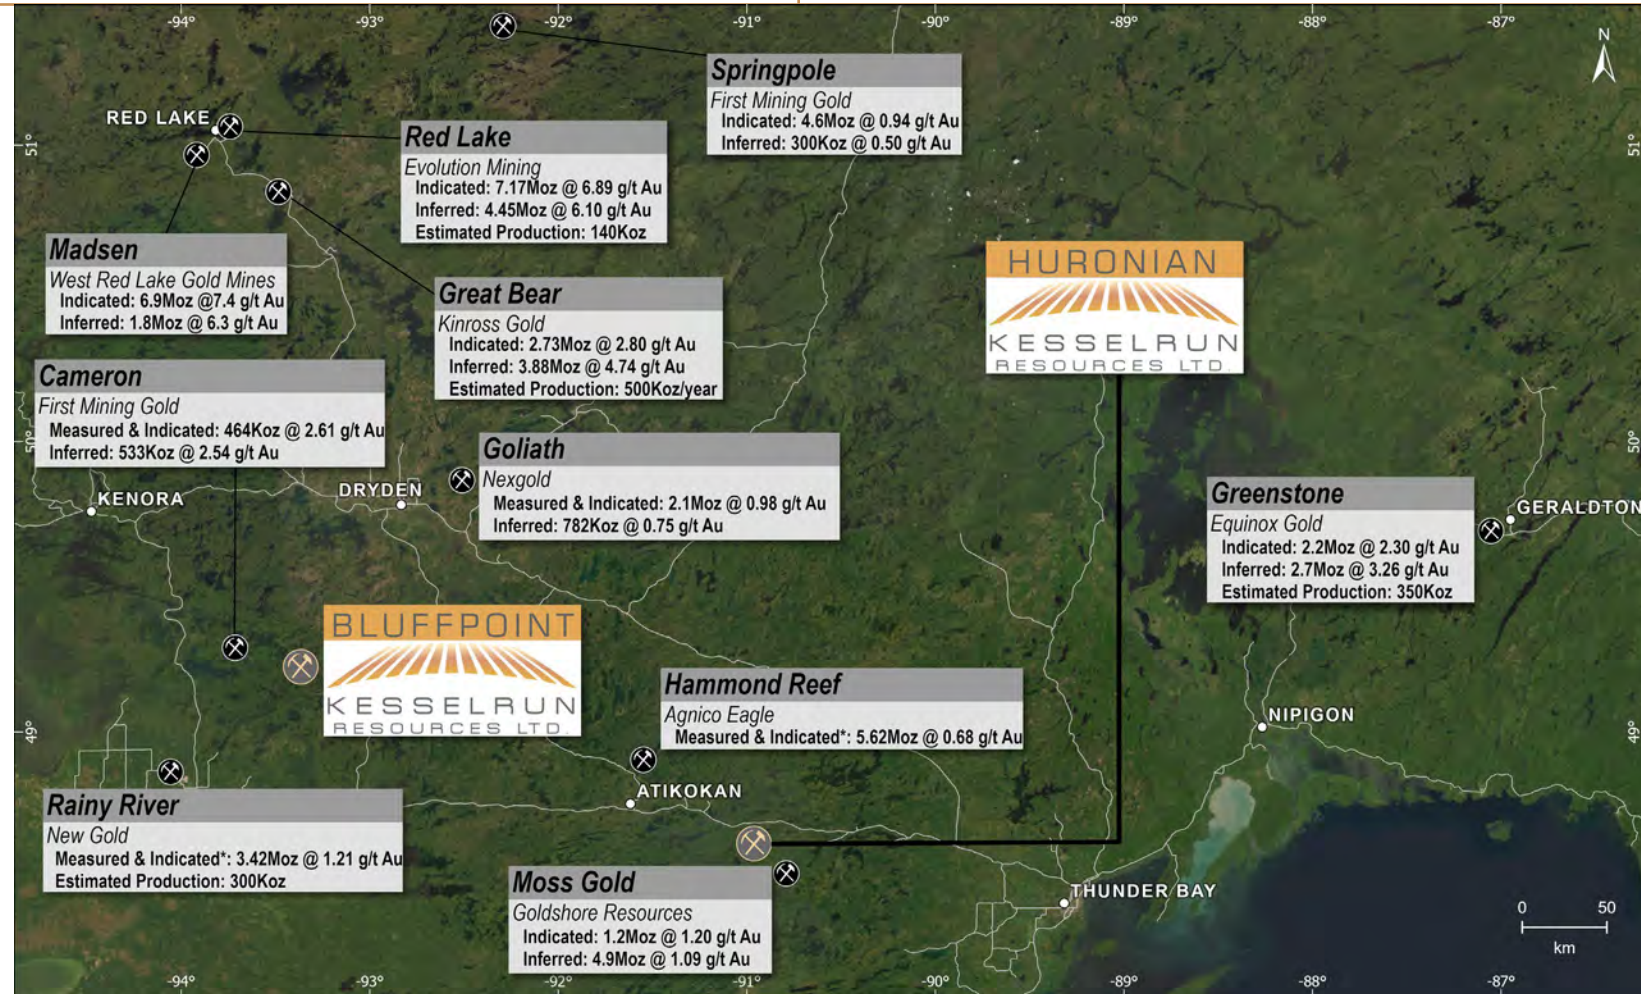 -94°
-93°
-92°
-91°
-90°
-89°
-88°
-87°
N
Springpole
First Mining Gold
Indicated: 4.6Moz @ 0.94 g/t Au
Inferred: 300Koz @ 0.50 g/t Au
RED LAKE
51°
51°
Red Lake
Evolution Mining
Indicated: 7.17Moz @ 6.89 g/t Au
Inferred: 4.45Moz @ 6.10 g/t Au
Estimated Production: 140Koz
Madsen
West Red Lake Gold Mines
Indicated: 6.9Moz @7.4 g/t Au
Inferred: 1.8Moz @ 6.3 g/t Au
HURONIAN
KESSELRUN
RESOURCES LTD.
Great Bear
Kinross Gold
Indicated: 2.73Moz @ 2.80 g/t Au
Inferred: 3.88Moz @ 4.74 g/t Au
Estimated Production: 500Koz/year
Cameron
First Mining Gold
Measured & Indicated: 464Koz @ 2.61 g/t Au
Inferred: 533Koz @ 2.54 g/t Au
50°
50°
Goliath
Nexgold
Measured & Indicated: 2.1Moz @ 0.98 g/t Au
Inferred: 782Koz @ 0.75 g/t Au
KENORA
DRYDEN
Greenstone
Equinox Gold
Indicated: 2.2Moz @ 2.30 g/t Au
Inferred: 2.7Moz @ 3.26 g/t Au
Estimated Production: 350Koz
GERALDTON
BLUFFPOINT
KESSELRUN
RESOURCES LTD.
Hammond Reef
Agnico Eagle
Measured & Indicated*: 5.62Moz @ 0.68 g/t Au
NIPIGON
49°
49°
ATIKOKAN
Rainy River
New Gold
Measured & Indicated*: 3.42Moz @ 1.21 g/t Au
Estimated Production: 300Koz
Moss Gold
Goldshore Resources
Indicated: 1.2Moz @ 1.20 g/t Au
Inferred: 4.9Moz @ 1.09 g/t Au
THUNDER BAY
0 50
km
-94°
-93°
-92°
-91°
-90°
-89°
-88°
-87°